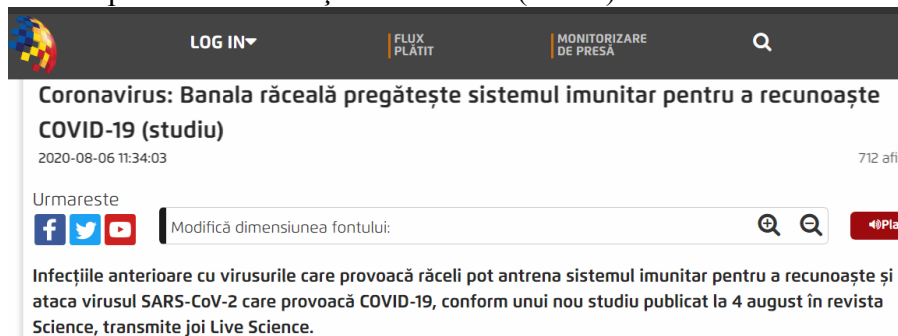 LOG IN
FLUX
PLĂTIT
MONITORIZARE
DE PRESĂ
Coronavirus: Banala răceală pregătește sistemul imunitar pentru a recunoaște
COVID-19 (studiu)
2020-08-06 11:34:03
712 afi
Urmareste
Modifică dimensiunea fontului:
Pla
Infecțiile anterioare cu virusurile care provoacă răceli pot antrena sistemul imunitar pentru a recunoaște și
ataca virusul SARS-CoV-2 care provoacă COVID-19, conform unui nou studiu publicat la 4 august în revista
Science, transmite joi Live Science.